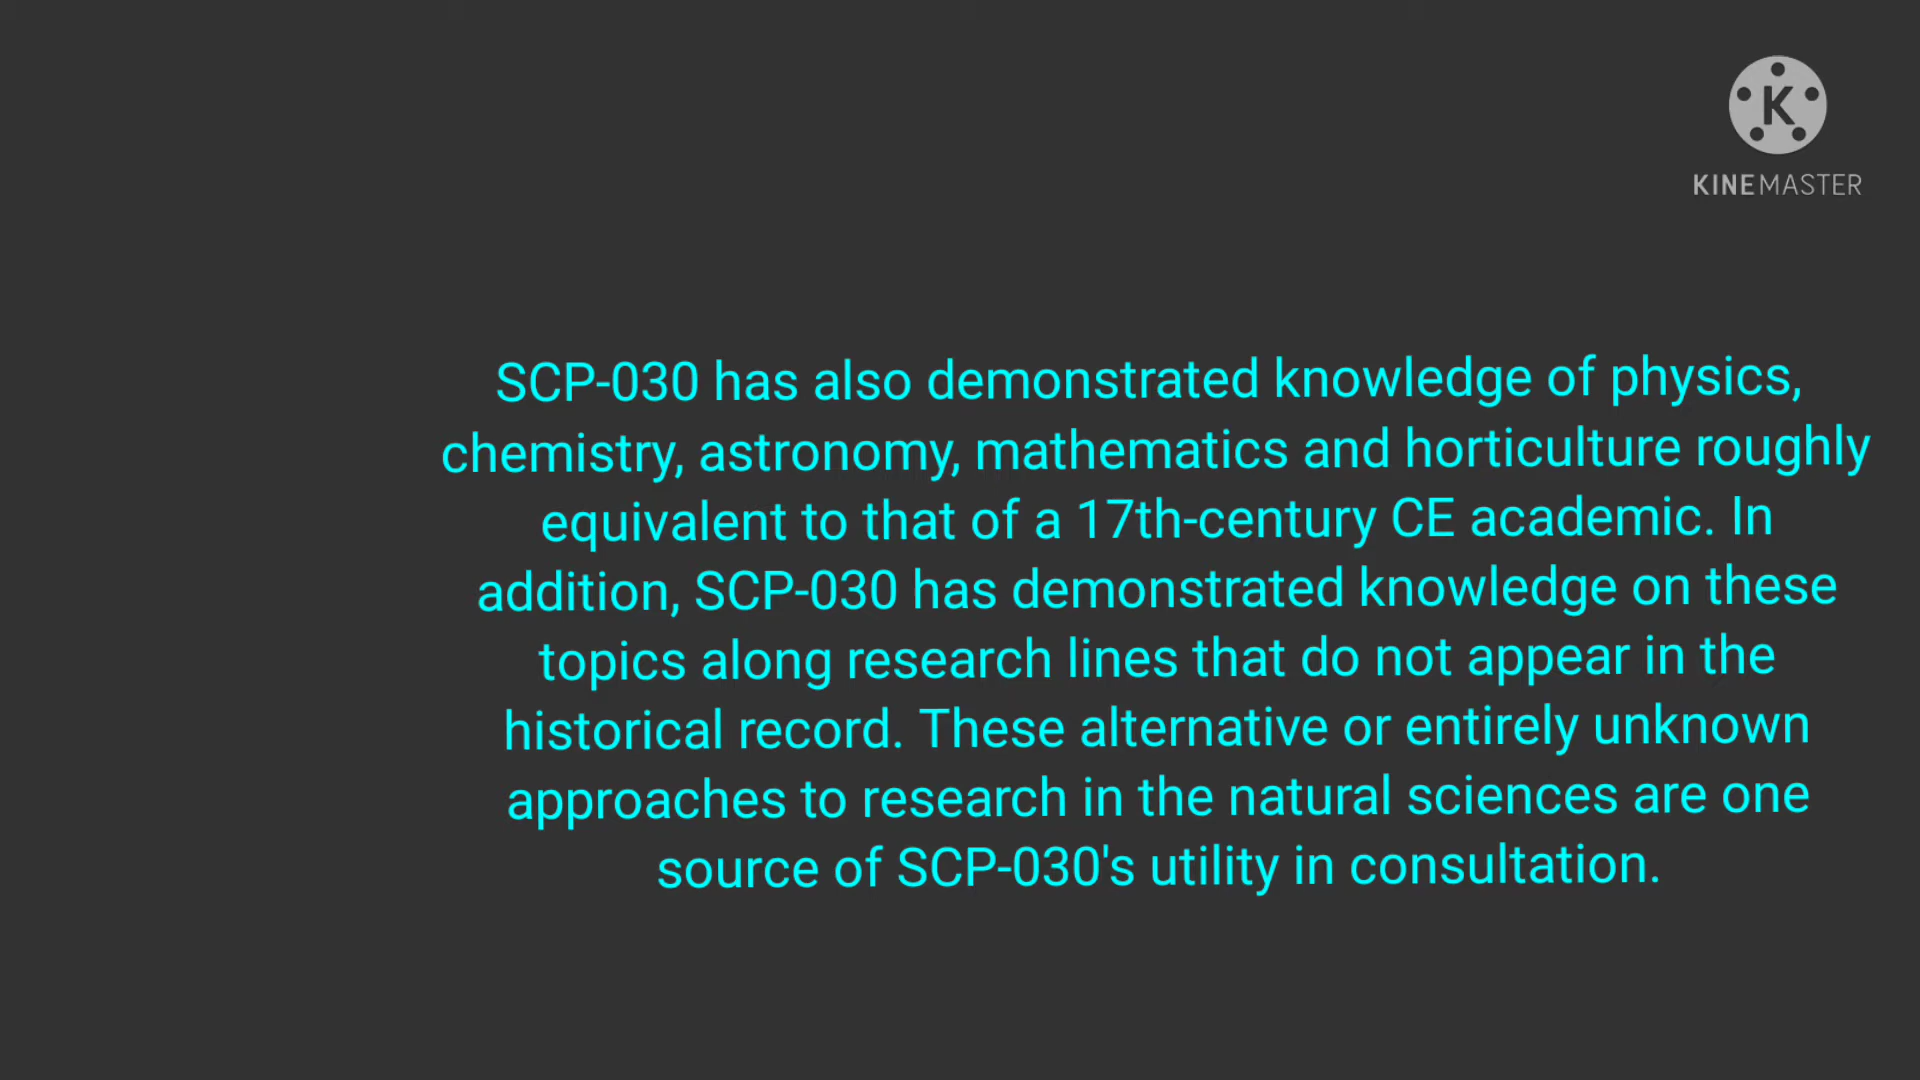 K
KINEMASTER
SCP-030 has also demonstrated knowledge of physics,
chemistry, astronomy, mathematics and horticulture roughly
equivalent to that of a 17th-century CE academic. In
addition, SCP-030 has demonstrated knowledge on these
topics along research lines that do not appear in the
historical record. These alternative or entirely unknown
approaches to research in the natural sciences are one
source of SCP-030's utility in consultation.